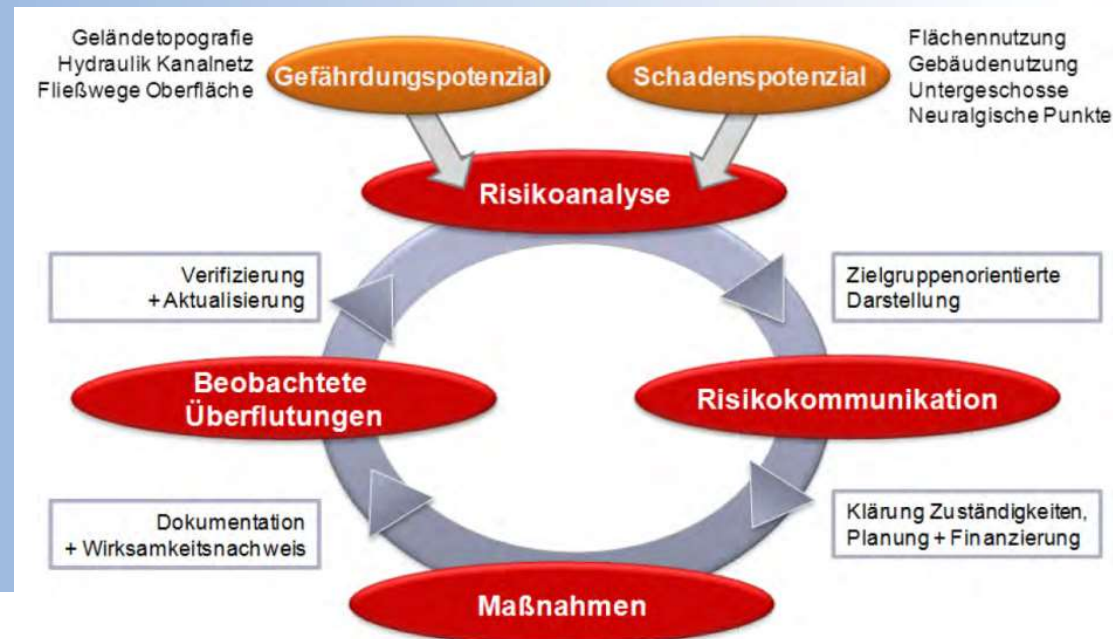 Geländetopografie
Hydraulik Kanalnetz
Fließwege Oberfläche
Gefährdungspotenzial
Schadenspotenzial
Flächennutzung
Gebäudenutzung
Untergeschosse
Neuralgische Punkte
Risikoanalyse
Verifizierung
+ Aktualisierung
Zielgruppenorientierte
Darstellung
Beobachtete
Überflutungen
Risikokommunikation
Dokumentation
+ Wirksamkeitsnachweis
Klärung Zuständigkeiten,
Planung + Finanzierung
Maßnahmen